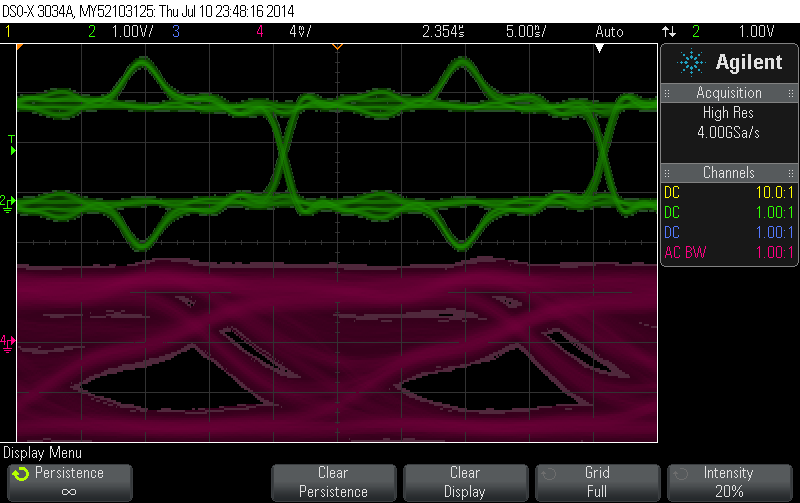 DSO-X 3034A, MY52103125: Thu Jul 10 23:48:16 2014
1 2 1.00V/ 3 4 4mV/ 2.354ms 5.00ns/ Auto 2 1.00V
T
2
4
Agilent
Acquisition
High Res
4.00GSa/s
Channels
DC 10.0:1
DC 1.00:1
DC 1.00:1
AC BW 1.00:1
Display Menu
Persistence
∞
Clear
Persistence
Clear
Display
Grid
Full
Intensity
20%